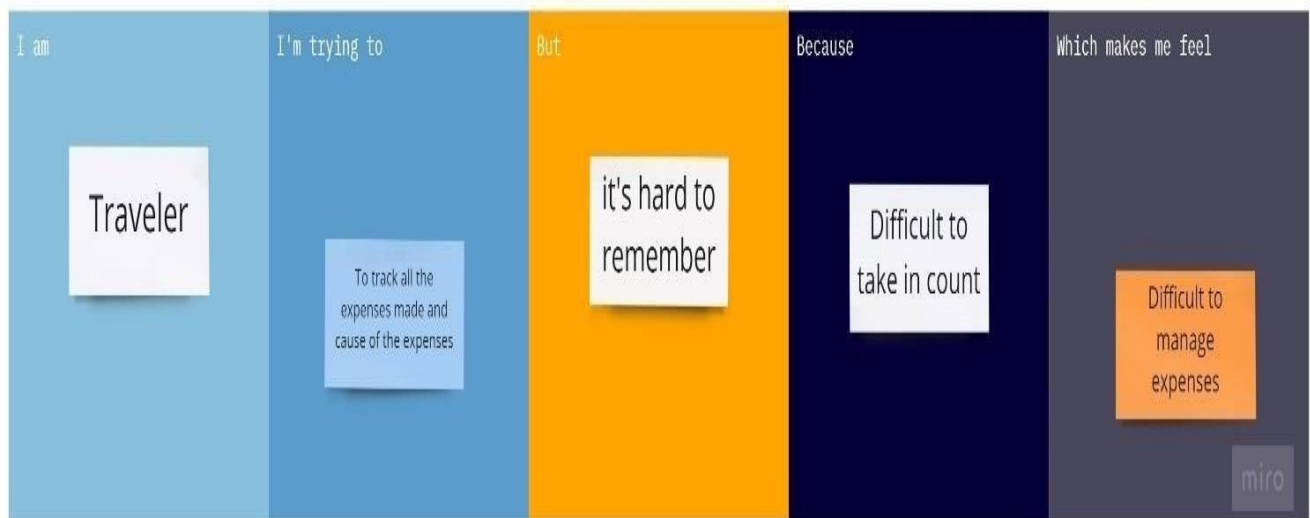 I am
Traveler
I'm trying to
To track all the
expenses made and
cause of the expenses
But
it's hard to
remember
Because
Difficult to
take in count
Which makes me feel
Difficult to
manage
expenses
miro